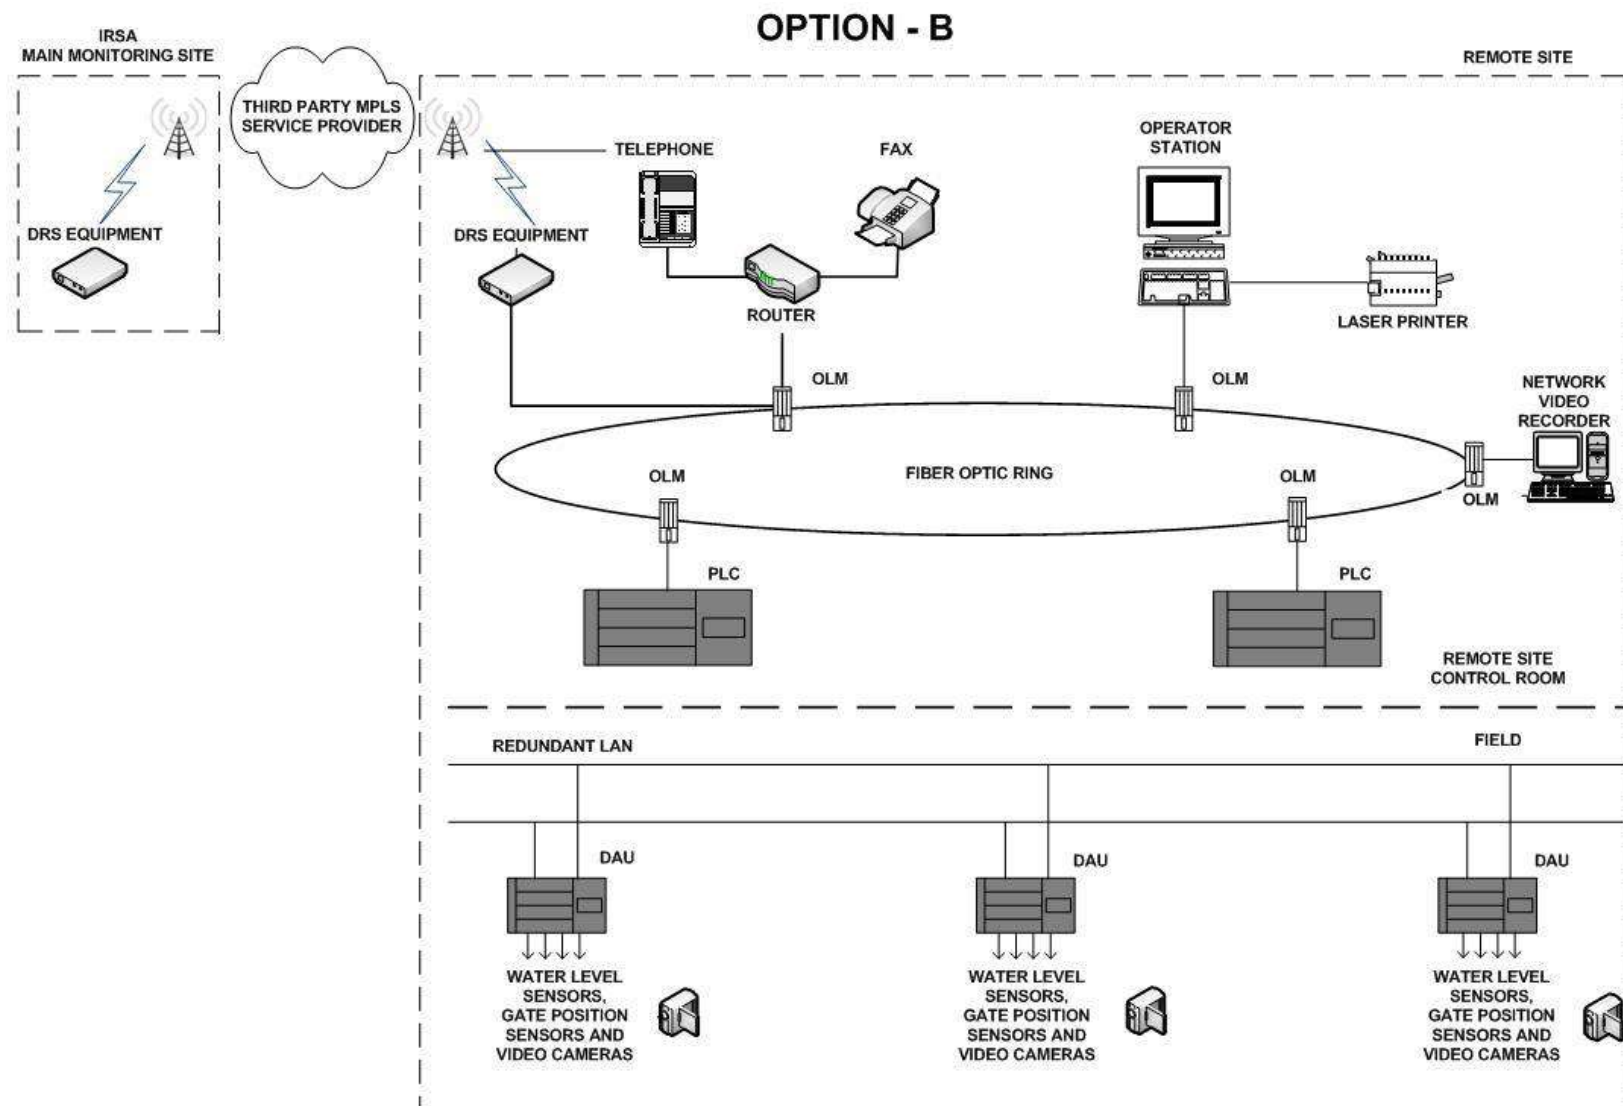 OPTION - B
IRSA
MAIN MONITORING SITE
REMOTE SITE
THIRD PARTY MPLS
SERVICE PROVIDER
TELEPHONE
FAX
OPERATOR
STATION
DRS EQUIPMENT
DRS EQUIPMENT
ROUTER
LASER PRINTER
OLM
OLM
NETWORK
VIDEO
RECORDER
FIBER OPTIC RING
OLM
OLM
OLM
PLC
PLC
REMOTE SITE
CONTROL ROOM
REDUNDANT LAN
FIELD
DAU
DAU
DAU
WATER LEVEL
SENSORS,
GATE POSITION
SENSORS AND
VIDEO CAMERAS
WATER LEVEL
SENSORS,
GATE POSITION
SENSORS AND
VIDEO CAMERAS
WATER LEVEL
SENSORS,
GATE POSITION
SENSORS AND
VIDEO CAMERAS